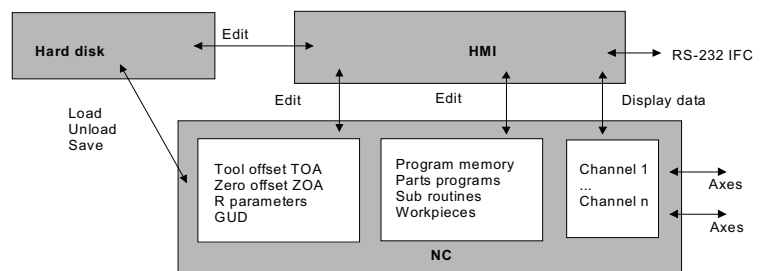 Hard disk
Edit
HMI
RS-232 IFC
Load
Unload
Save
Edit
Edit
Display data
Tool offset TOA
Zero offset ZOA
R parameters
GUD
Program memory
Parts programs
Sub routines
Workpieces
Channel 1
...
Channel n
Axes
Axes
NC